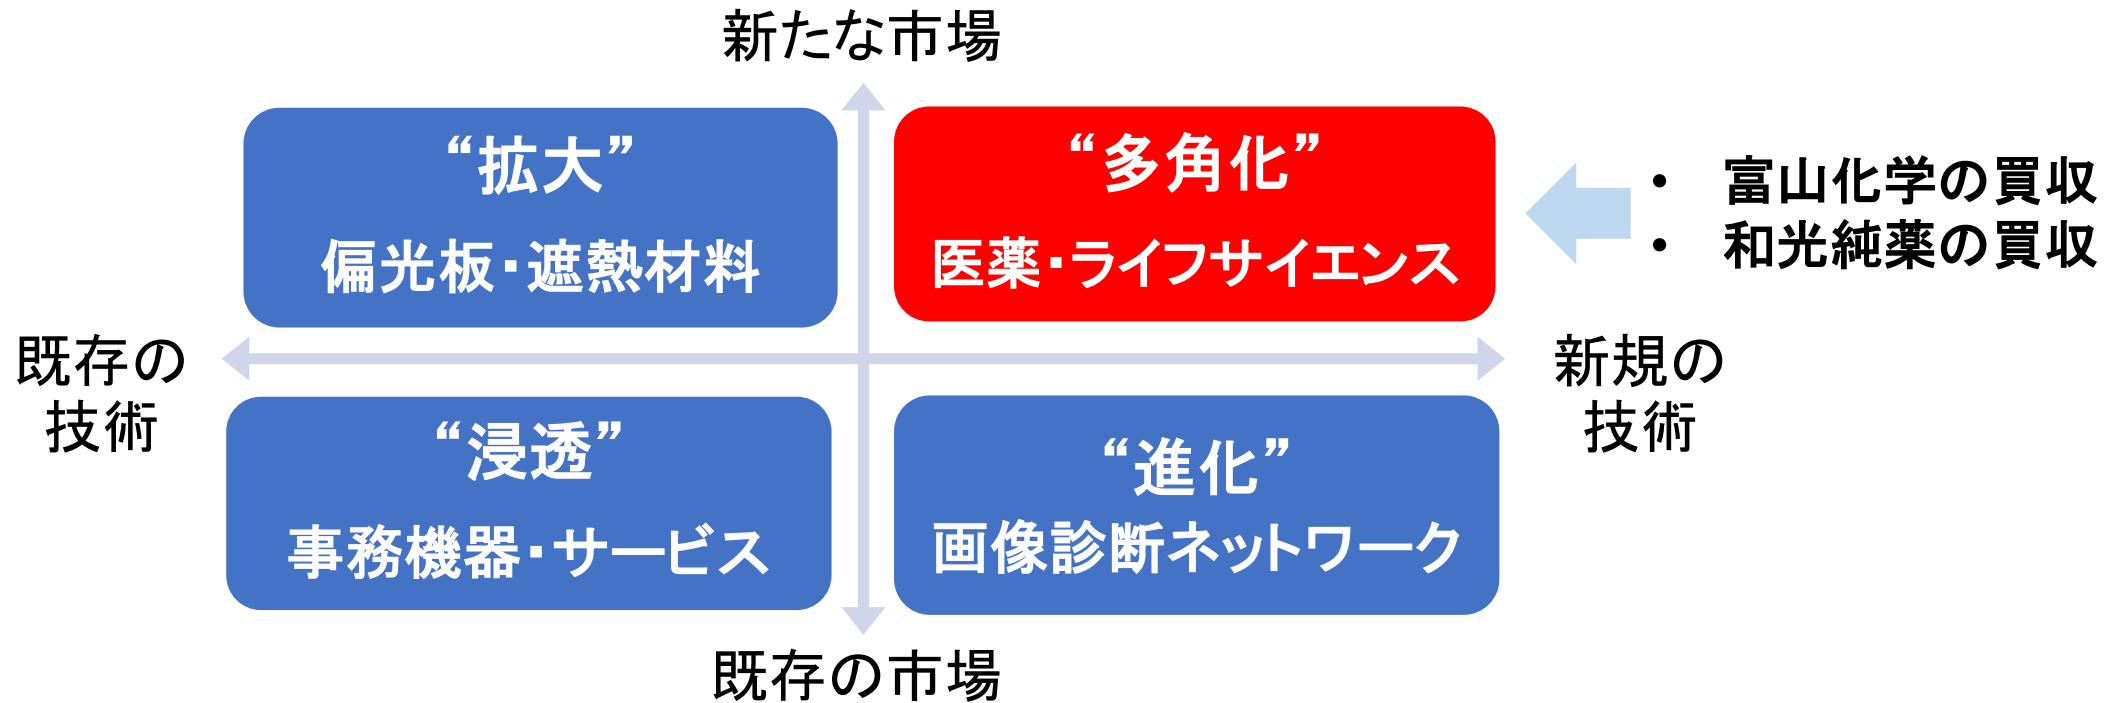 新たな市場
“拡大”
偏光板・遮熱材料
“多角化”
医薬・ライフサイエンス
• 富山化学の買収
• 和光純薬の買収
既存の
技術
新規の
技術
“浸透”
事務機器・サービス
“進化”
画像診断ネットワーク
既存の市場